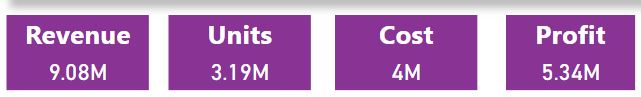 Revenue
9.08M
Units
3.19M
Cost
4M
Profit
5.34M